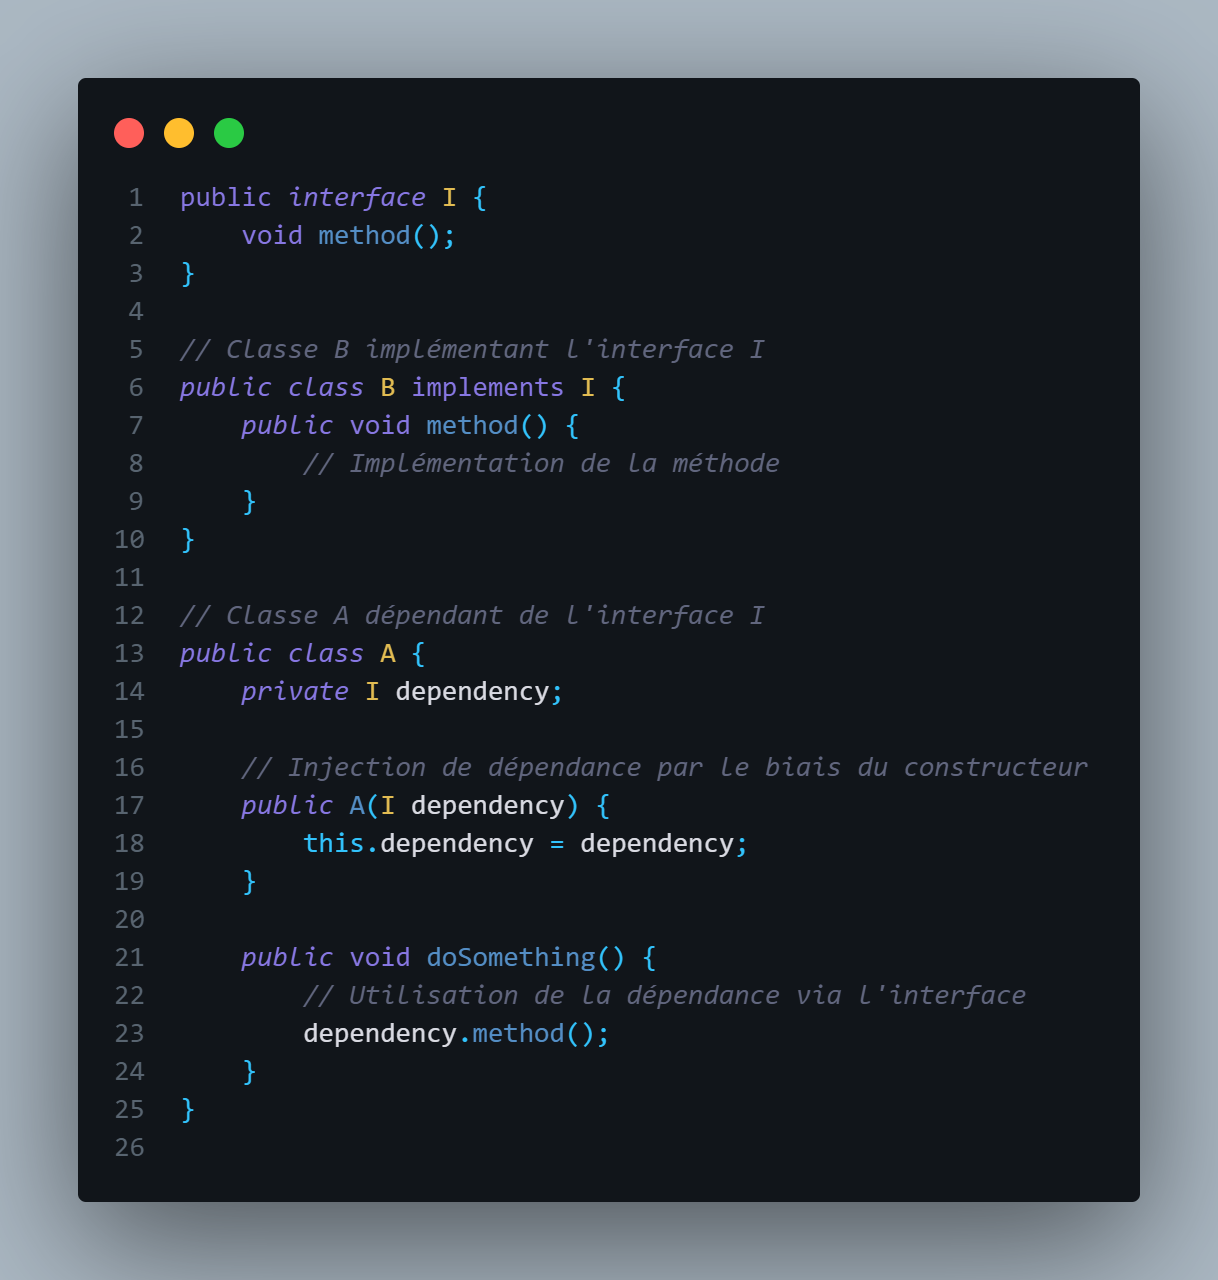 1 public interface I {
2     void method();
3 }
4
5 // Classe B implémentant l'interface I
6 public class B implements I {
7     public void method() {
8         // Implémentation de la méthode
9     }
10 }
11
12 // Classe A dépendant de l'interface I
13 public class A {
14     private I dependency;
15
16     // Injection de dépendance par le biais du constructeur
17     public A(I dependency) {
18         this.dependency = dependency;
19     }
20
21     public void doSomething() {
22         // Utilisation de la dépendance via l'interface
23         dependency.method();
24     }
25 }
26